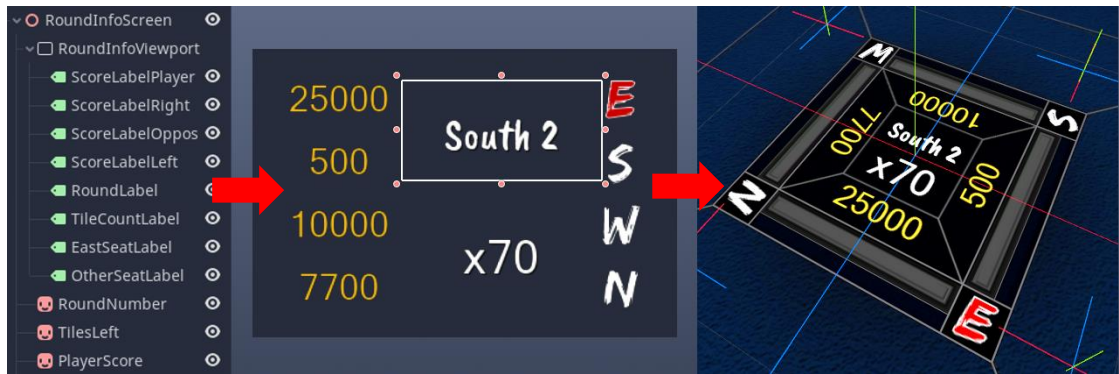 RoundInfoScreen
RoundInfoViewport
ScoreLabelPlayer
ScoreLabelRight
ScoreLabelOppos
ScoreLabelLeft
RoundLabel
TileCountLabel
EastSeatLabel
OtherSeatLabel
RoundNumber
TilesLeft
PlayerScore
25000
E
South 2
500
S
10000
W
x70
7700
N
W
S
10000
7700
South 2
x70
500
25000
N
E